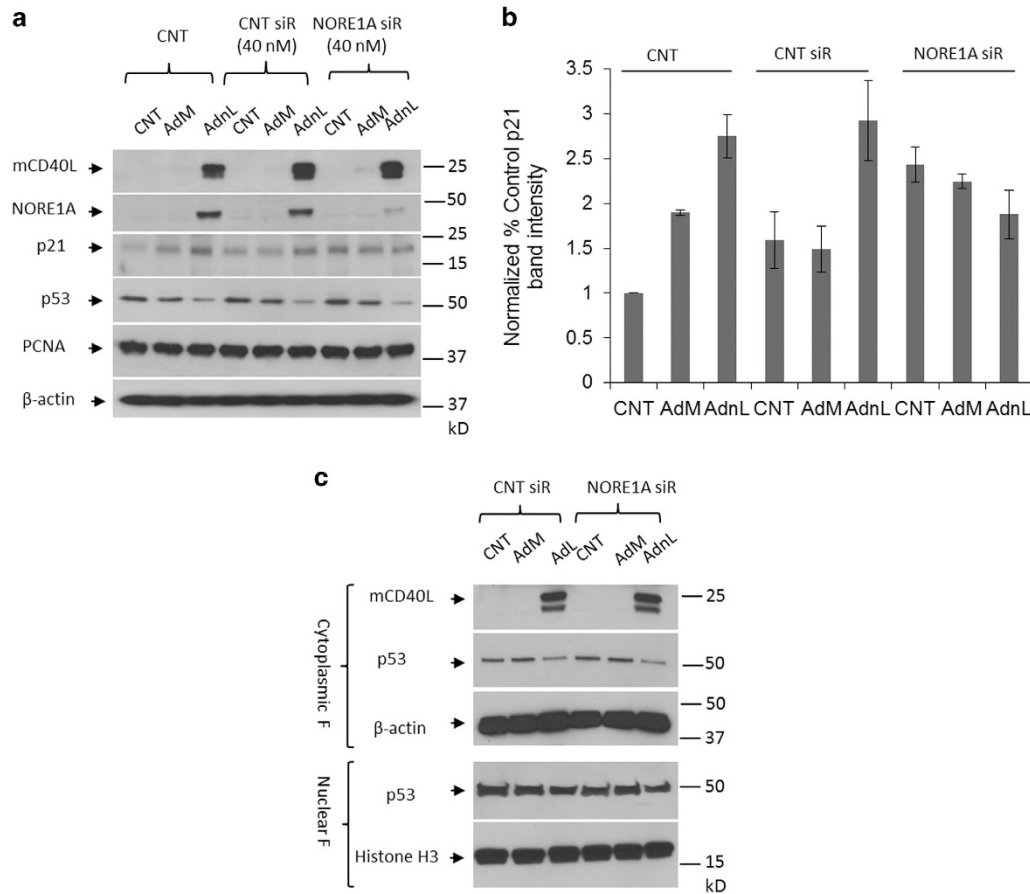 a
CNT
CNT siR
(40 nM)
NORE1A siR
(40 nM)
CNT AdM AdnL CNT AdM AdnL CNT AdM AdnL
mCD40L
25
NORE1A
50
p21
25
15
p53
50
PCNA
37
β-actin
37
kD
b
Normalized % Control p21
band intensity
CNT
CNT siR
NORE1A siR
3.5
3
2.5
2
1.5
1
0.5
0
CNT AdM AdnL CNT AdM AdnL CNT AdM AdnL
c
CNT siR
NORE1A siR
CNT AdM AdL CNT AdM AdnL
Cytoplasmic F
mCD40L
25
p53
50
β-actin
50
37
Nuclear F
p53
50
Histone H3
15
kD